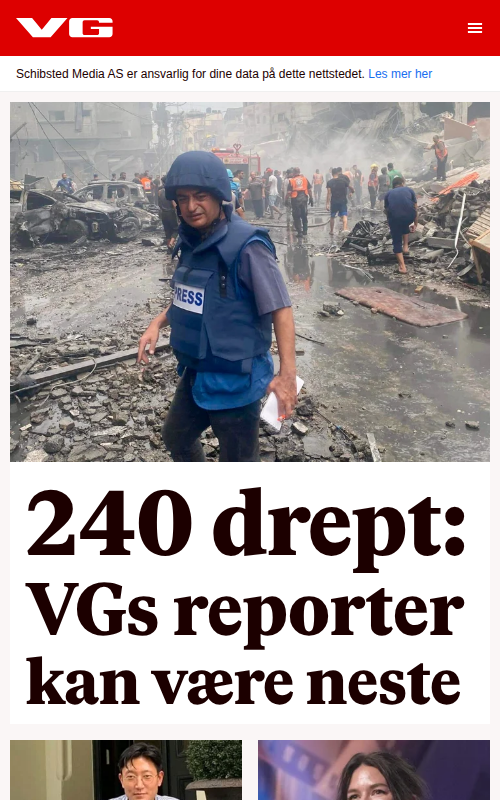 VG
Schibsted Media AS er ansvarlig for dine data på dette nettstedet. Les mer her
PRESS
240 drept:
VGs reporter
kan være neste